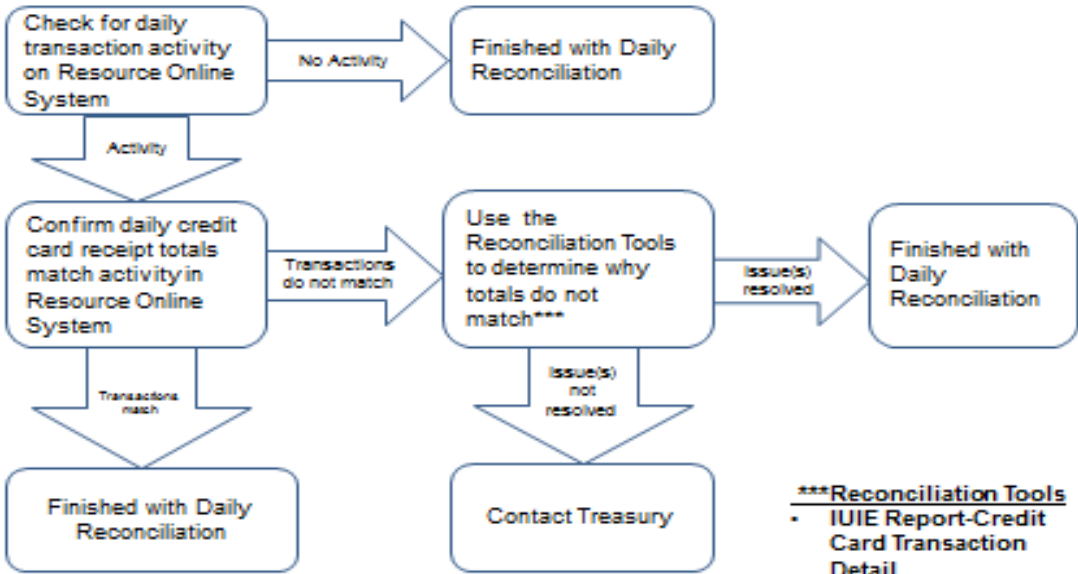 Check for daily
transaction activity
on Resource Online
System
No Activity
Finished with Daily
Reconciliation
Activity
Confirm daily credit
card receipt totals
match activity in
Resource Online
System
Transactions
do not match
Use the
Reconciliation Tools
to determine why
totals do not
match***
Issue(s)
resolved
Finished with
Daily
Reconciliation
Transactions
match
Issue(s)
not
resolved
Finished with Daily
Reconciliation
Contact Treasury
***Reconciliation Tools
• IUIE Report-Credit
Card Transaction
Detail